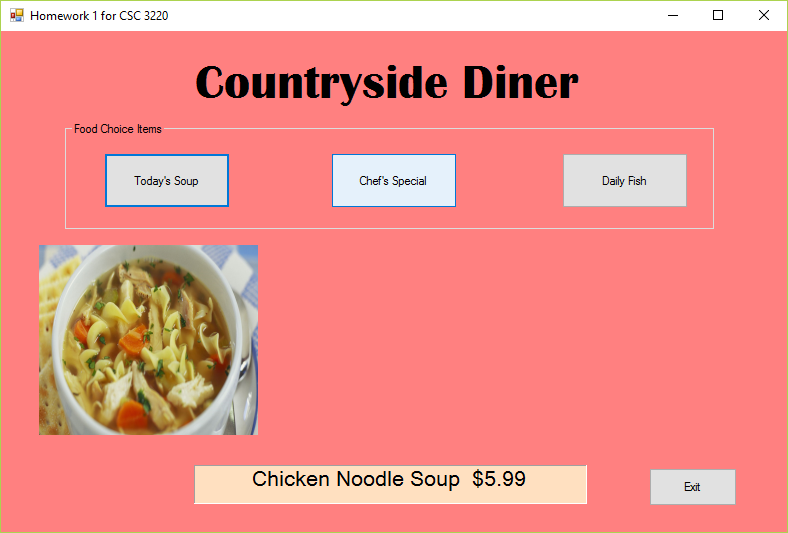 Homework 1 for CSC 3220
Countryside Diner
Food Choice Items
Today's Soup
Chef's Special
Daily Fish
Chicken Noodle Soup  $5.99
Exit